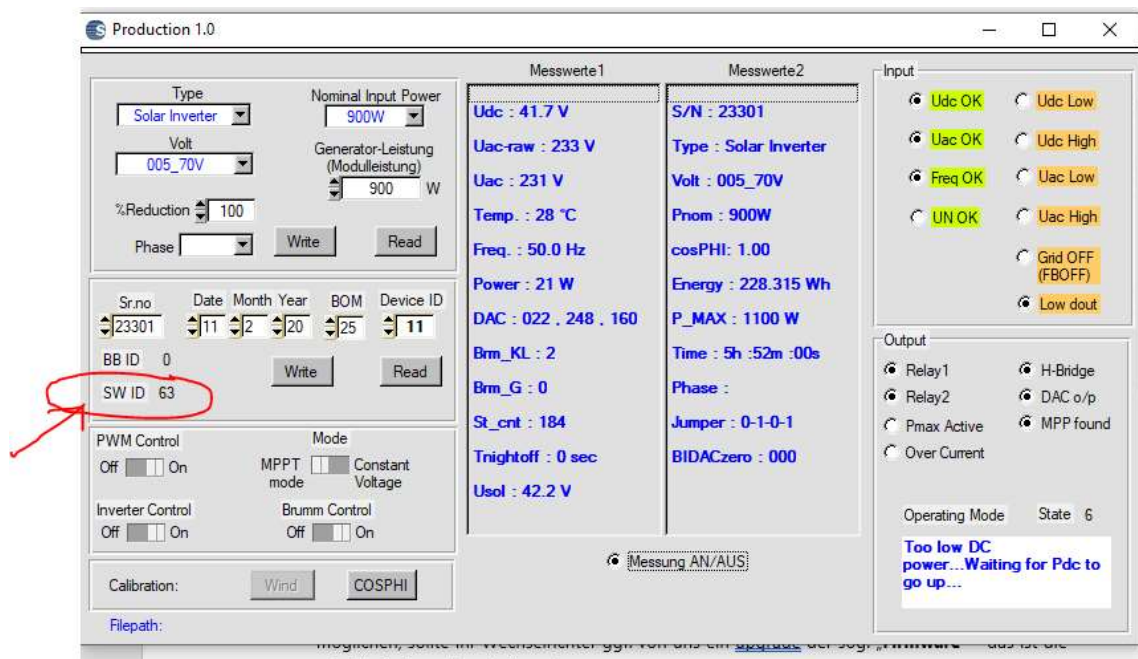 Production 1.0
Type
Solar Inverter
Nominal Input Power
900W
Volt
005_70V
Generator-Leistung
(Modulleistung)
900 W
%Reduction 100
Phase
Write
Read
Sr.no Date Month Year BOM Device ID
23301 11 2 20 25 11
BB ID 0
Write
Read
SW ID 63
PWM Control
Off On
Mode
MPPT mode
Constant Voltage
Inverter Control
Off On
Brumm Control
Off On
Calibration:
Wind
COSPHI
Filepath:
Messwerte1
Udc : 41.7 V
Uac-raw : 233 V
Uac : 231 V
Temp. : 28 °C
Freq. : 50.0 Hz
Power : 21 W
DAC : 022 , 248 , 160
Brm_KL : 2
Brm_G : 0
St_cnt : 184
Tnightoff : 0 sec
Usol : 42.2 V
Messwerte2
S/N : 23301
Type : Solar Inverter
Volt : 005_70V
Pnom : 900W
cosPHI: 1.00
Energy : 228.315 Wh
P_MAX : 1100 W
Time : 5h :52m :00s
Phase :
Jumper : 0-1-0-1
BIDACzero : 000
Messung AN/AUS
Input
Udc OK
Udc Low
Uac OK
Udc High
Freq OK
Uac Low
UN OK
Uac High
Grid OFF
(FBOFF)
Low dout
Output
Relay1
H-Bridge
Relay2
DAC o/p
Pmax Active
MPP found
Over Current
Operating Mode State 6
Too low DC
power...Waiting for Pdc to
go up...